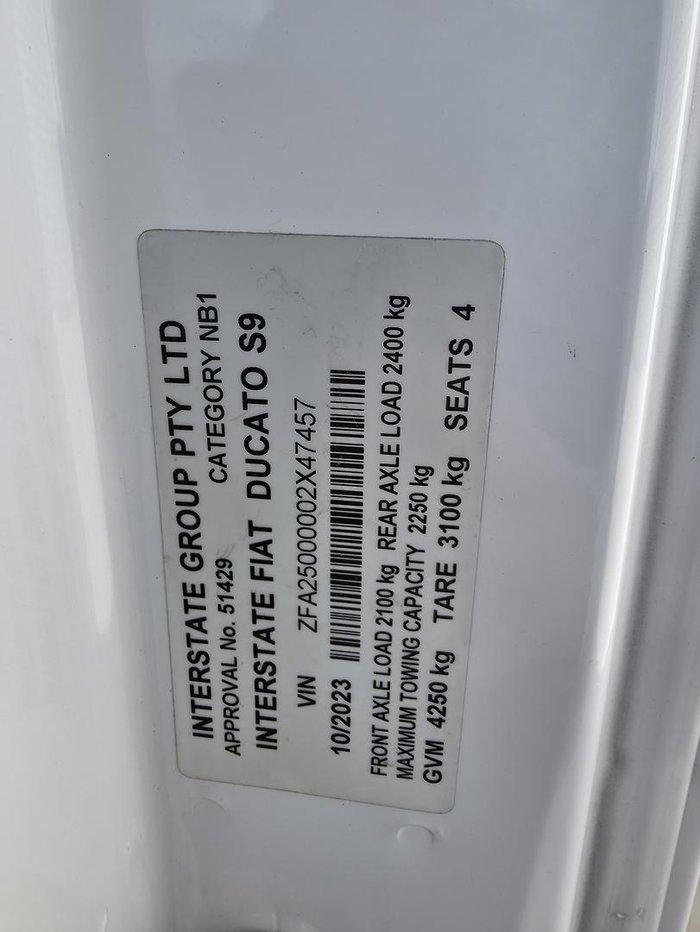 INTERSTATE GROUP PTY LTD
APPROVAL No. 51429 CATEGORY NB1
INTERSTATE FIAT DUCATO S9
VIN ZFA25000002X47457
10/2023
FRONT AXLE LOAD 2100 kg REAR AXLE LOAD 2400 kg
MAXIMUM TOWING CAPACITY 2250 kg
GVM 4250 kg TARE 3100 kg SEATS 4